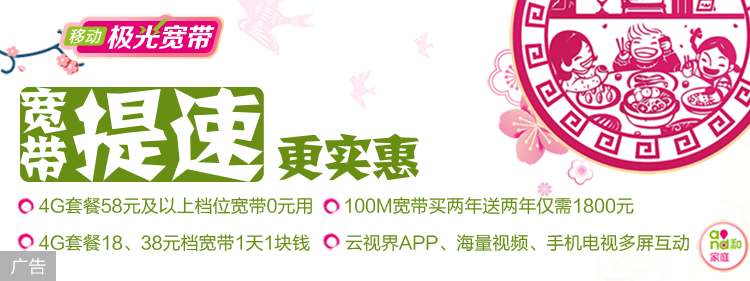 移动 极光宽带
宽带提速 更实惠
4G套餐58元及以上档位宽带0元用
100M宽带买两年送两年仅需1800元
4G套餐18、38元档宽带1天1块钱
云视界APP、海量视频、手机电视多屏互动
and和
家庭
广告